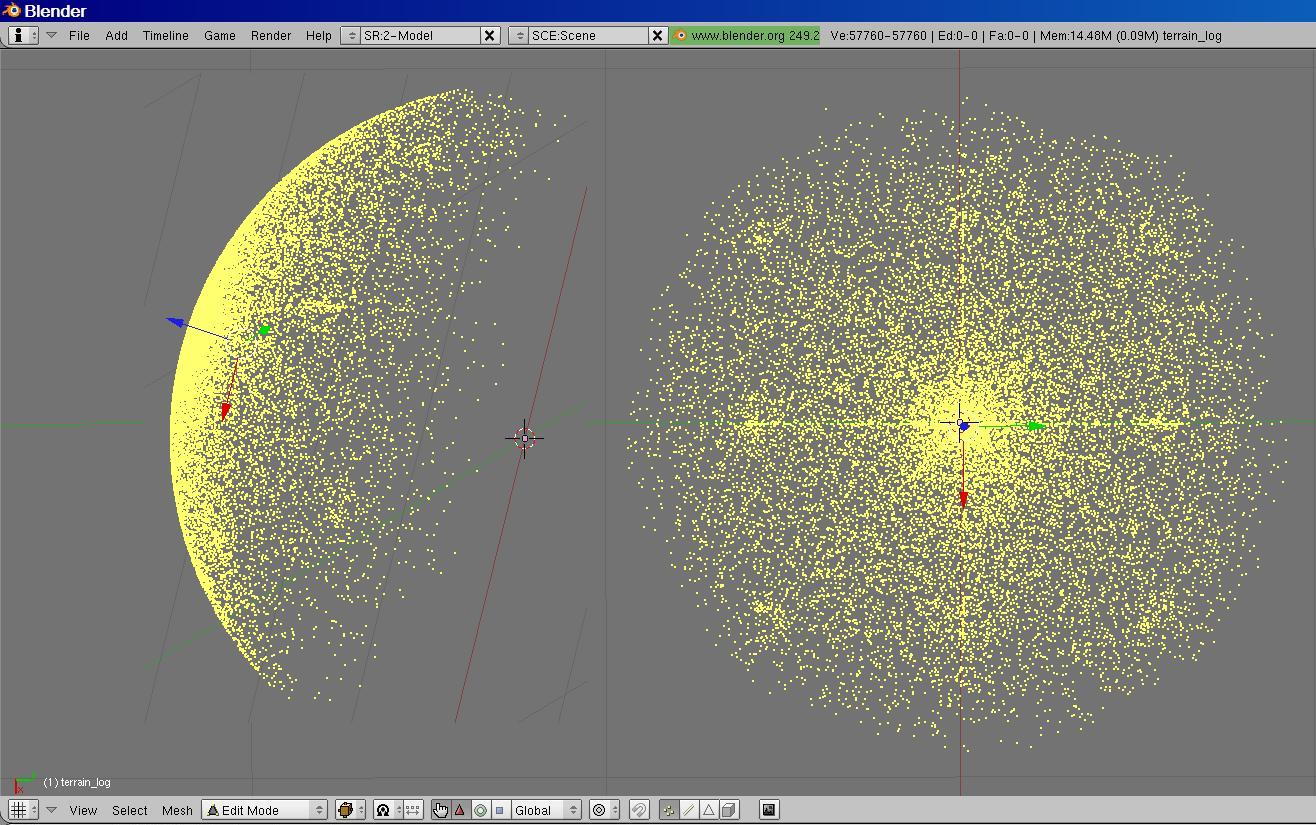 Blender
File Add Timeline Game Render Help SR:2-Model SCE:Scene www.blender.org 249.2 Ve:57760-57760 | Ed:0-0 | Fa:0-0 | Mem:14.48M (0.09M) terrain_log
x
(1) terrain_log
View Select Mesh Edit Mode Global